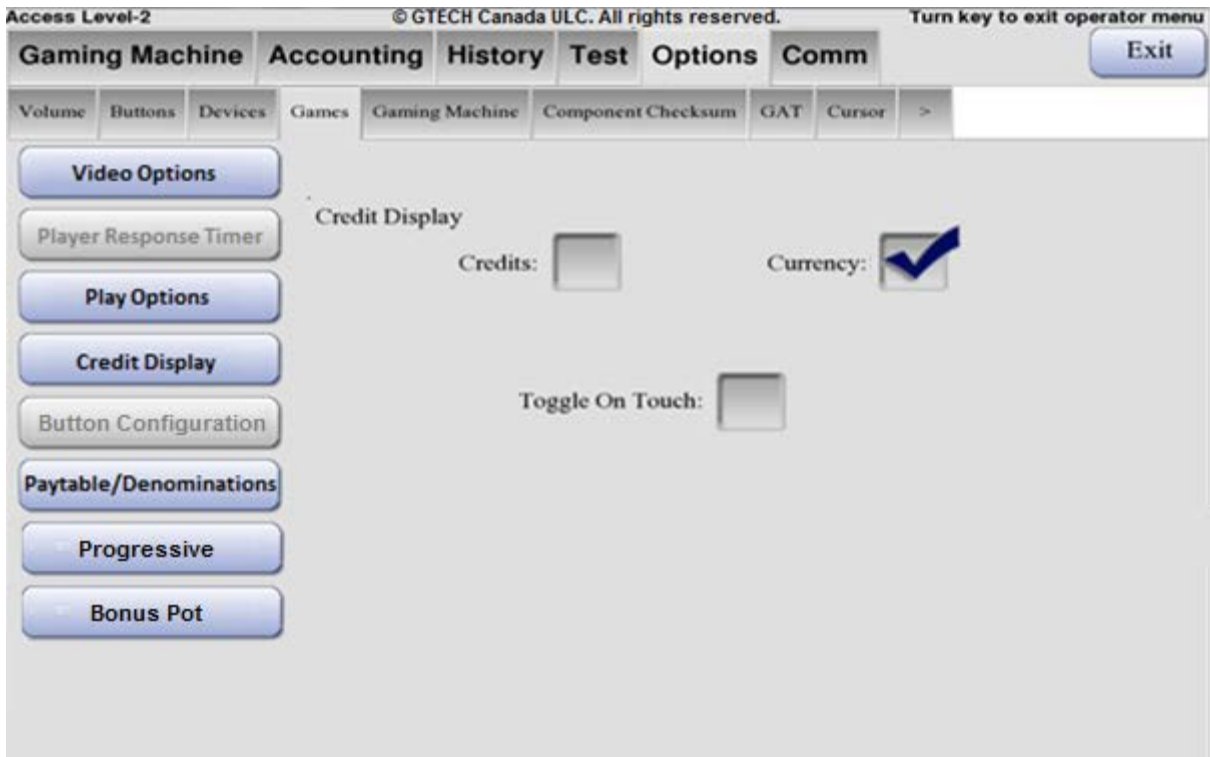 Access Level-2 © GTECH Canada ULC. All rights reserved. Turn key to exit operator menu
Gaming Machine Accounting History Test Options Comm Exit
Volume Buttons Devices Games Gaming Machine Component Checksum GAT Cursor >
Video Options
Player Response Timer
Credit Display
Credits: Currency:
Play Options
Credit Display
Toggle On Touch:
Button Configuration
Paytable/Denominations
Progressive
Bonus Pot